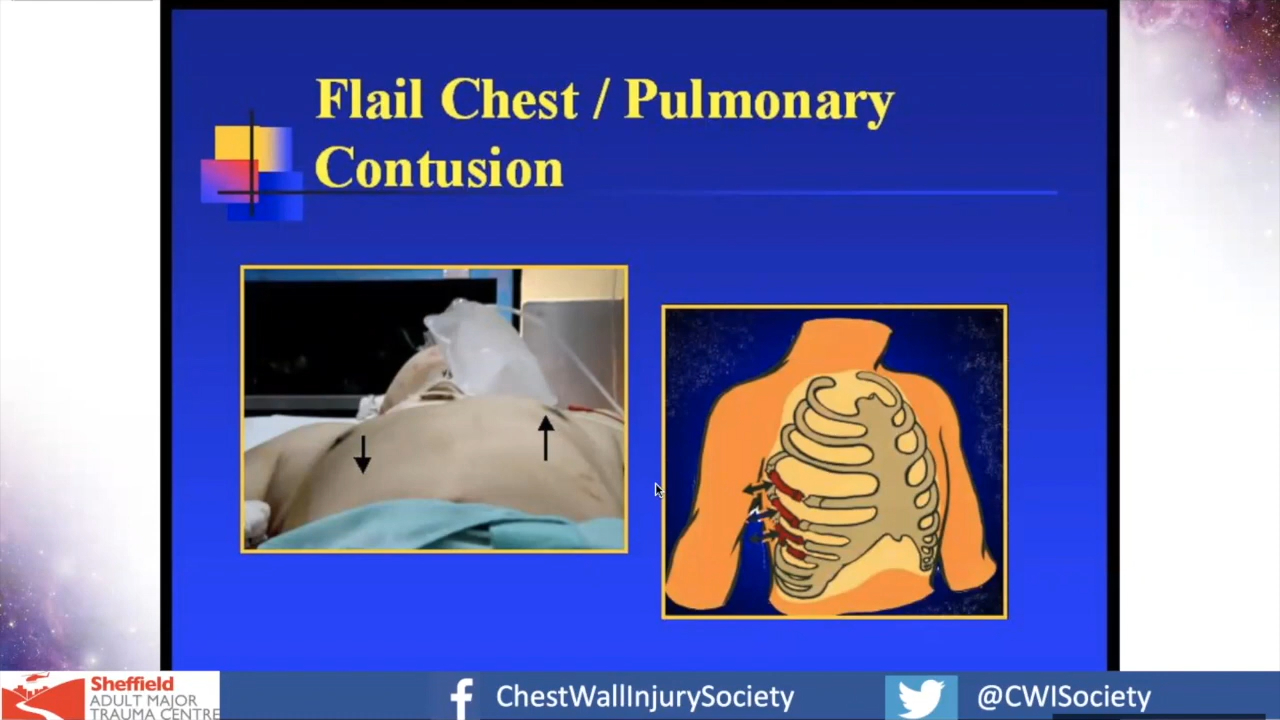 Flail Chest / Pulmonary
Contusion
Sheffield
ADULT MAJOR
TRAUMA CENTRE
ChestWallInjurySociety
@CWISociety